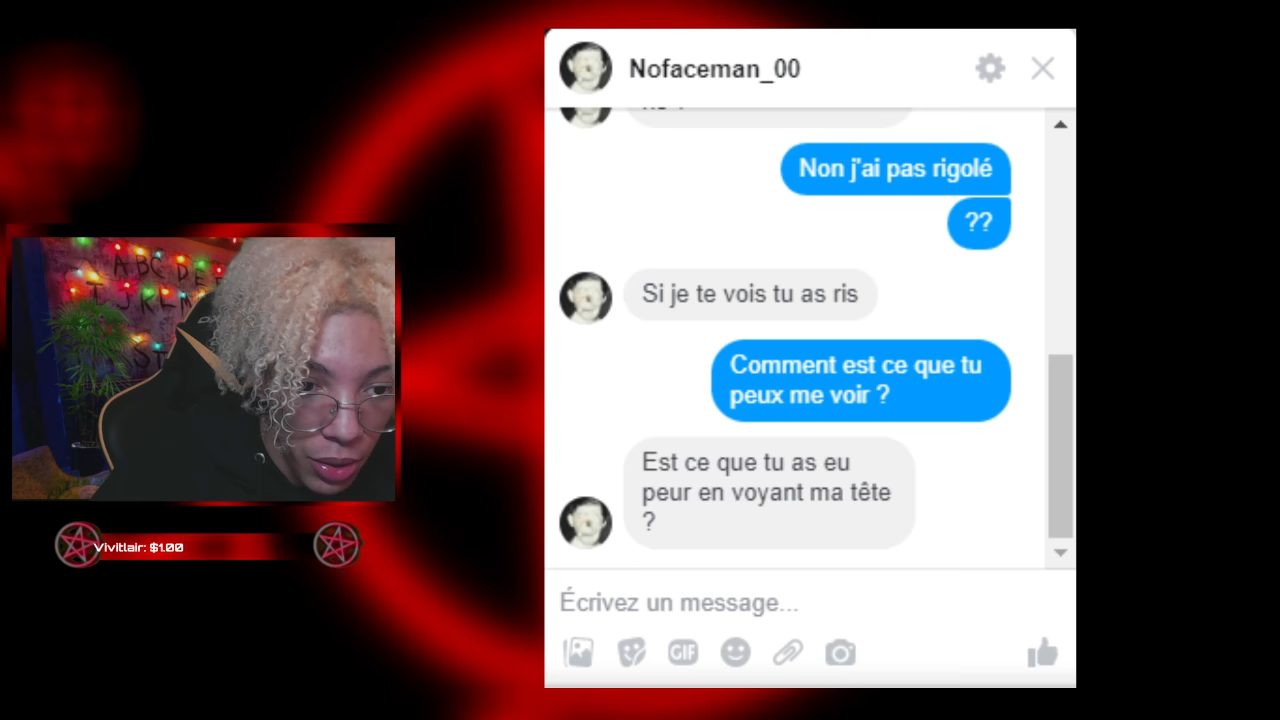 Nofaceman_00
Non j'ai pas rigolé
??
Si je te vois tu as ris
Comment est ce que tu
peux me voir ?
Est ce que tu as eu
peur en voyant ma tête
?
Écrivez un message...
GIF
A B C D E
J K L M
S T
Vivitlair: $1.00